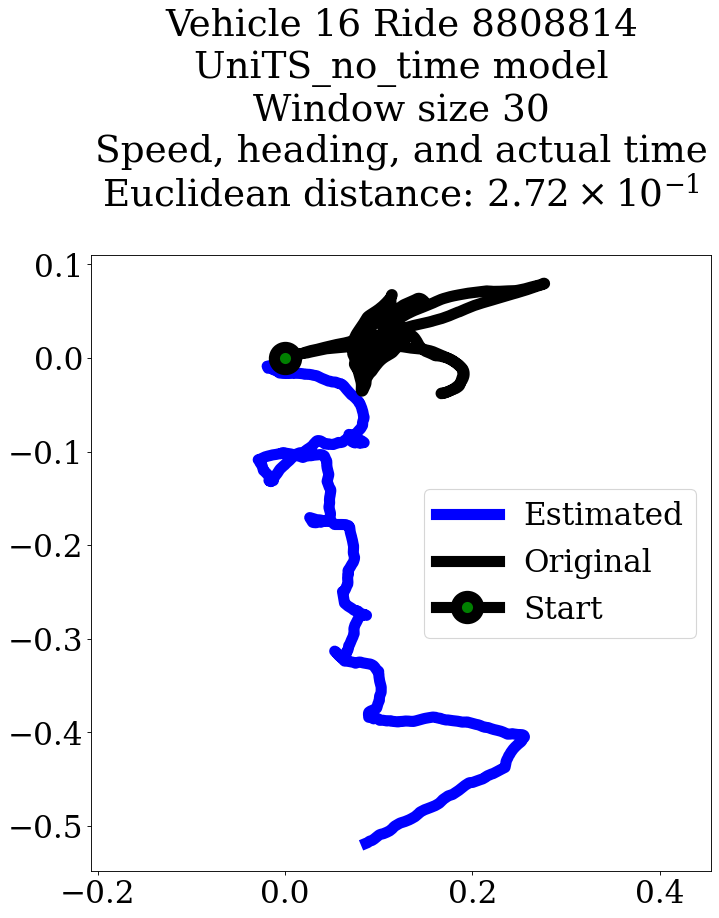 Vehicle 16 Ride 8808814
UniTS_no_time model
Window size 30
Speed, heading, and actual time
Euclidean distance: 2.72 × 10⁻¹
0.1
0.0
−0.1
−0.2
−0.3
−0.4
−0.5
Estimated
Original
Start
−0.2 0.0 0.2 0.4